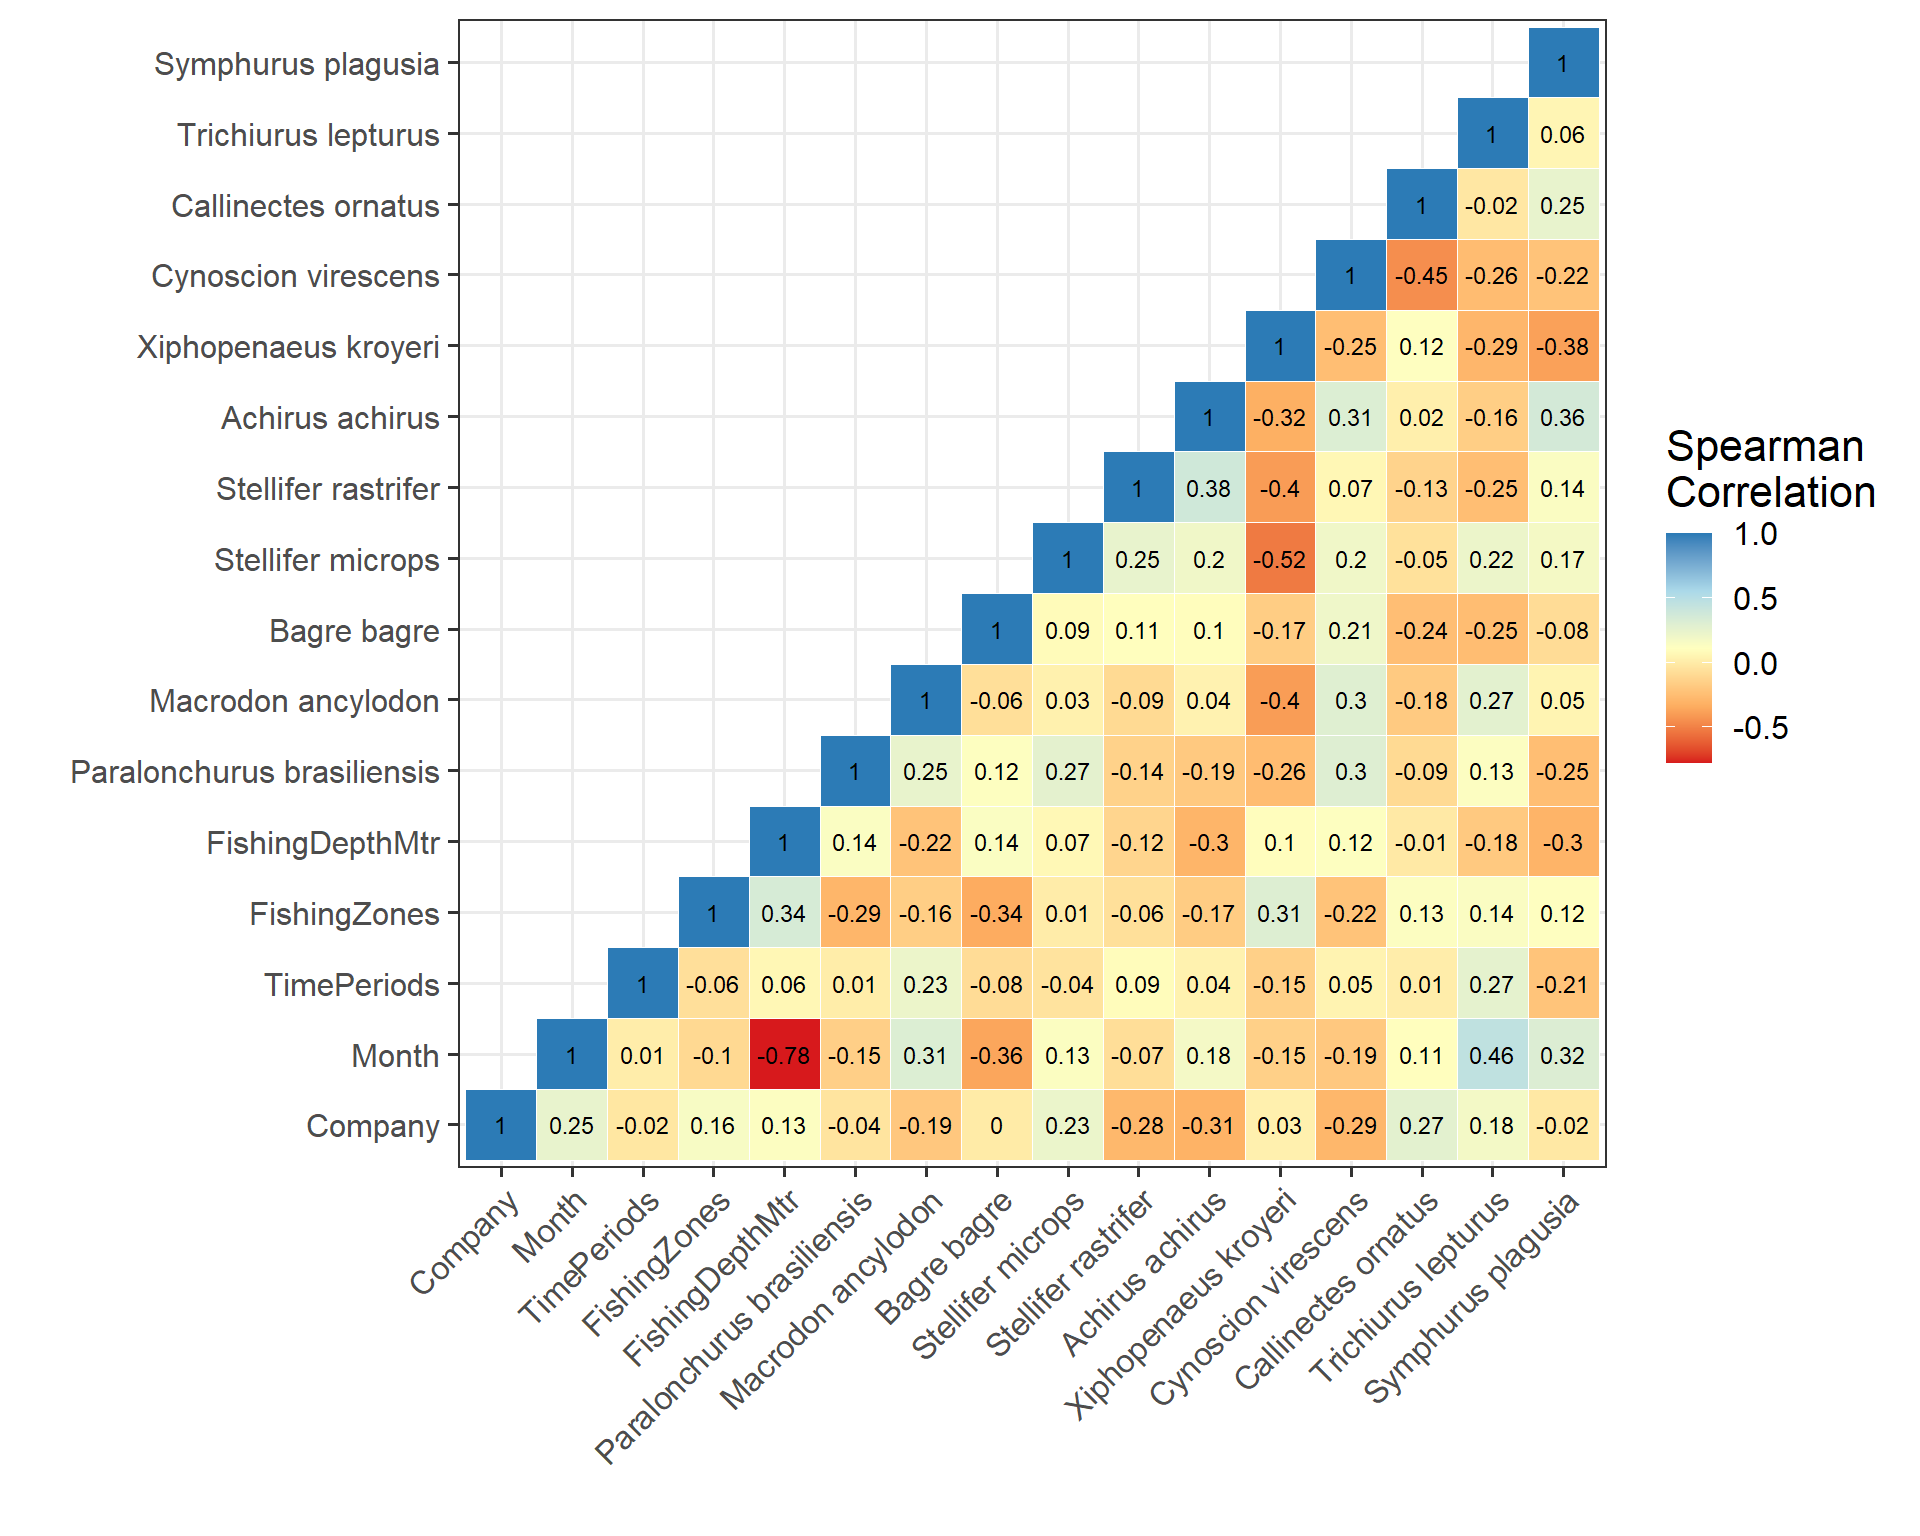 Symphurus plagusia 1
Trichiurus lepturus 1 0.06
Callinectes ornatus 1 -0.02 0.25
Cynoscion virescens 1 -0.45 -0.26 -0.22
Xiphopenaeus kroyeri 1 -0.25 0.12 -0.29 -0.38
Achirus achirus 1 -0.32 0.31 0.02 -0.16 0.36
Stellifer rastrifer 1 0.38 -0.4 0.07 -0.13 -0.25 0.14
Stellifer microps 1 0.25 0.2 -0.52 0.2 -0.05 0.22 0.17
Bagre bagre 1 0.09 0.11 0.1 -0.17 0.21 -0.24 -0.25 -0.08
Macrodon ancylodon 1 -0.06 0.03 -0.09 0.04 -0.4 0.3 -0.18 0.27 0.05
Paralonchurus brasiliensis 1 0.25 0.12 0.27 -0.14 -0.19 -0.26 0.3 -0.09 0.13 -0.25
FishingDepthMtr 1 0.14 -0.22 0.14 0.07 -0.12 -0.3 0.1 0.12 -0.01 -0.18 -0.3
FishingZones 1 0.34 -0.29 -0.16 -0.34 0.01 -0.06 -0.17 0.31 -0.22 0.13 0.14 0.12
TimePeriods 1 -0.06 0.06 0.01 0.23 -0.08 -0.04 0.09 0.04 -0.15 0.05 0.01 0.27 -0.21
Month 1 0.01 -0.1 -0.78 -0.15 0.31 -0.36 0.13 -0.07 0.18 -0.15 -0.19 0.11 0.46 0.32
Company 1 0.25 -0.02 0.16 0.13 -0.04 -0.19 0 0.23 -0.28 -0.31 0.03 -0.29 0.27 0.18 -0.02
Company
Month
TimePeriods
FishingZones
FishingDepthMtr
Paralonchurus brasiliensis
Macrodon ancylodon
Bagre bagre
Stellifer microps
Stellifer rastrifer
Achirus achirus
Xiphopenaeus kroyeri
Cynoscion virescens
Callinectes ornatus
Trichiurus lepturus
Symphurus plagusia
Spearman
Correlation
1.0
0.5
0.0
-0.5